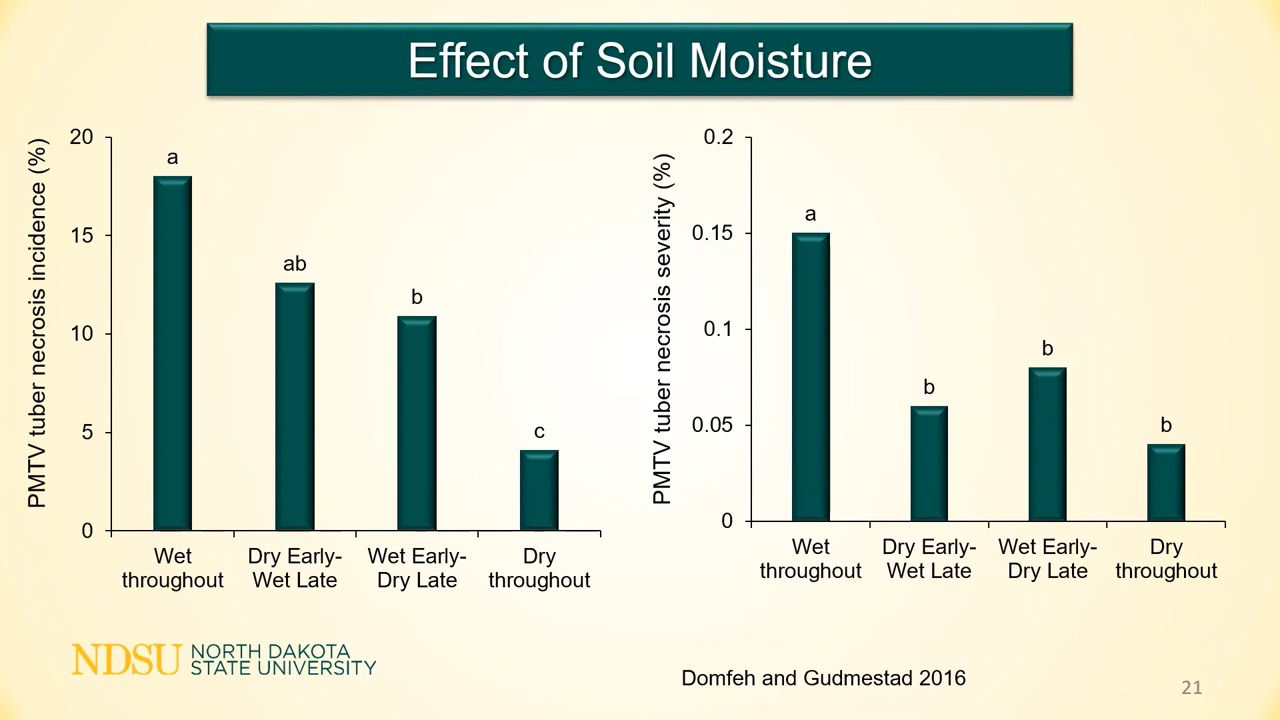 Effect of Soil Moisture
PMTV tuber necrosis incidence (%)
20
15
10
5
0
a
ab
b
c
Wet
throughout
Dry Early-
Wet Late
Wet Early-
Dry Late
Dry
throughout
PMTV tuber necrosis severity (%)
0.2
0.15
0.1
0.05
0
a
b
b
b
Wet
throughout
Dry Early-
Wet Late
Wet Early-
Dry Late
Dry
throughout
NDSU
NORTH DAKOTA
STATE UNIVERSITY
Domfeh and Gudmestad 2016
21